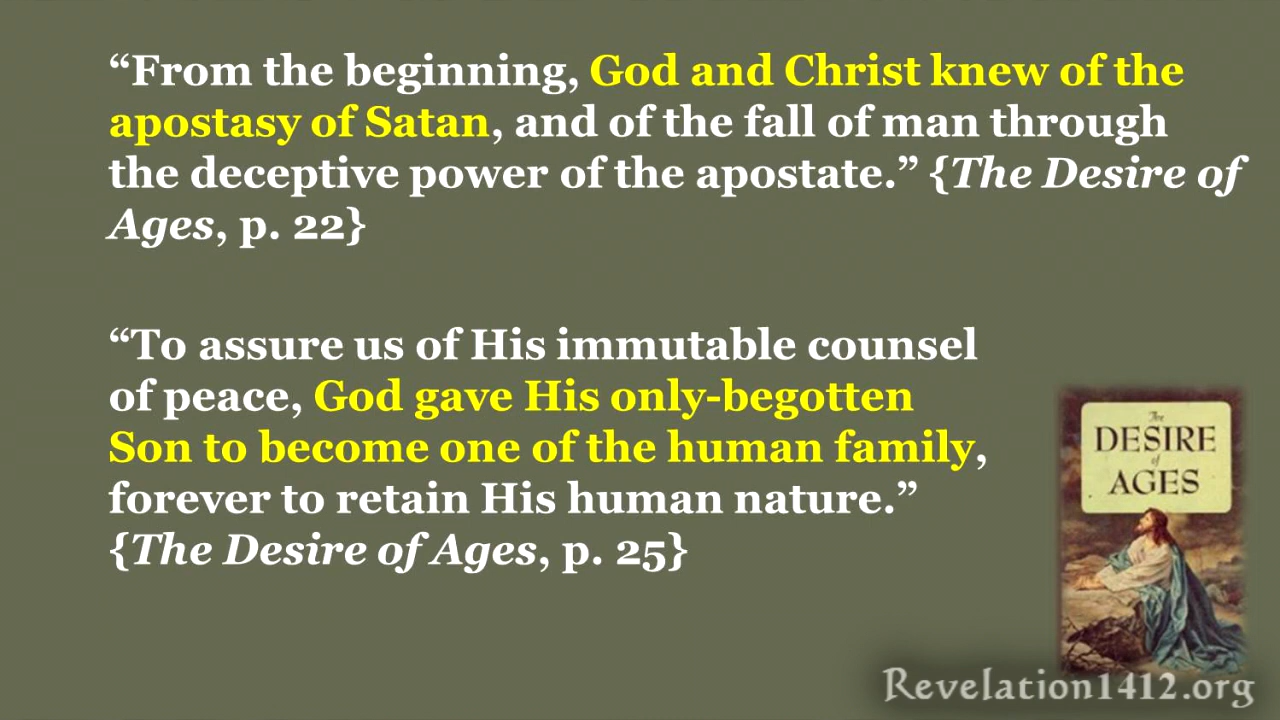 “From the beginning, God and Christ knew of the
apostasy of Satan, and of the fall of man through
the deceptive power of the apostate.” {The Desire of
Ages, p. 22}
“To assure us of His immutable counsel
of peace, God gave His only-begotten
Son to become one of the human family,
forever to retain His human nature.”
{The Desire of Ages, p. 25}
The
DESIRE
of
AGES
Revelation1412.org